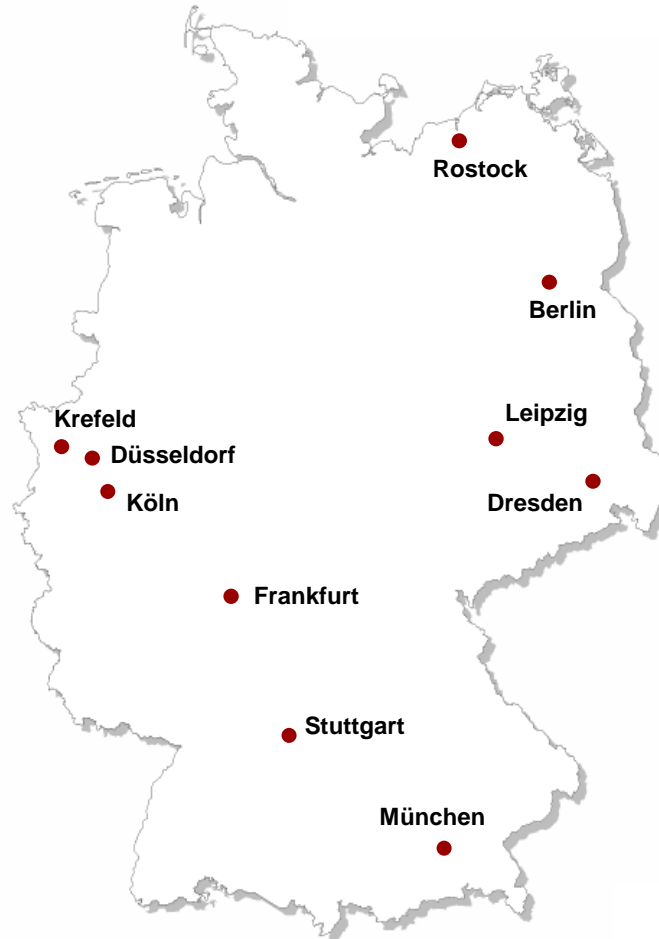 Rostock
Berlin
Leipzig
Krefeld
Düsseldorf
Köln
Dresden
Frankfurt
Stuttgart
München